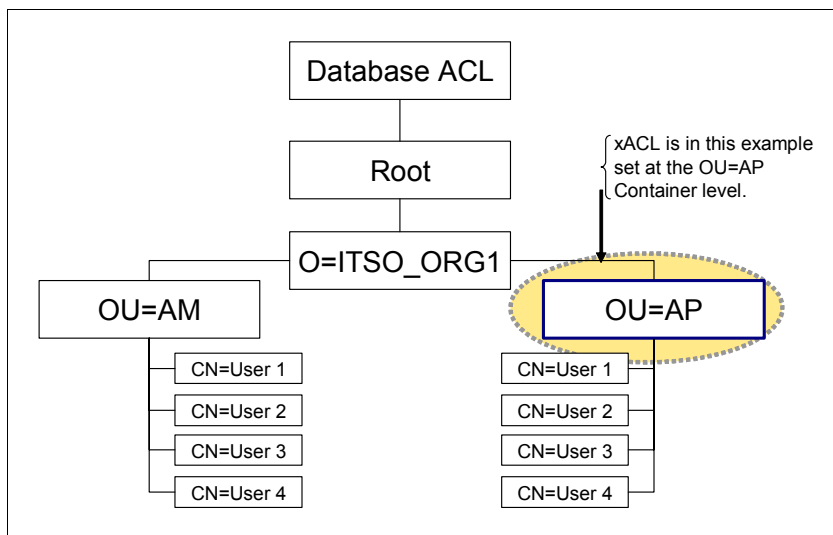 Database ACL
Root
xACL is in this example
set at the OU=AP
Container level.
O=ITSO_ORG1
OU=AM
OU=AP
CN=User 1
CN=User 2
CN=User 3
CN=User 4
CN=User 1
CN=User 2
CN=User 3
CN=User 4